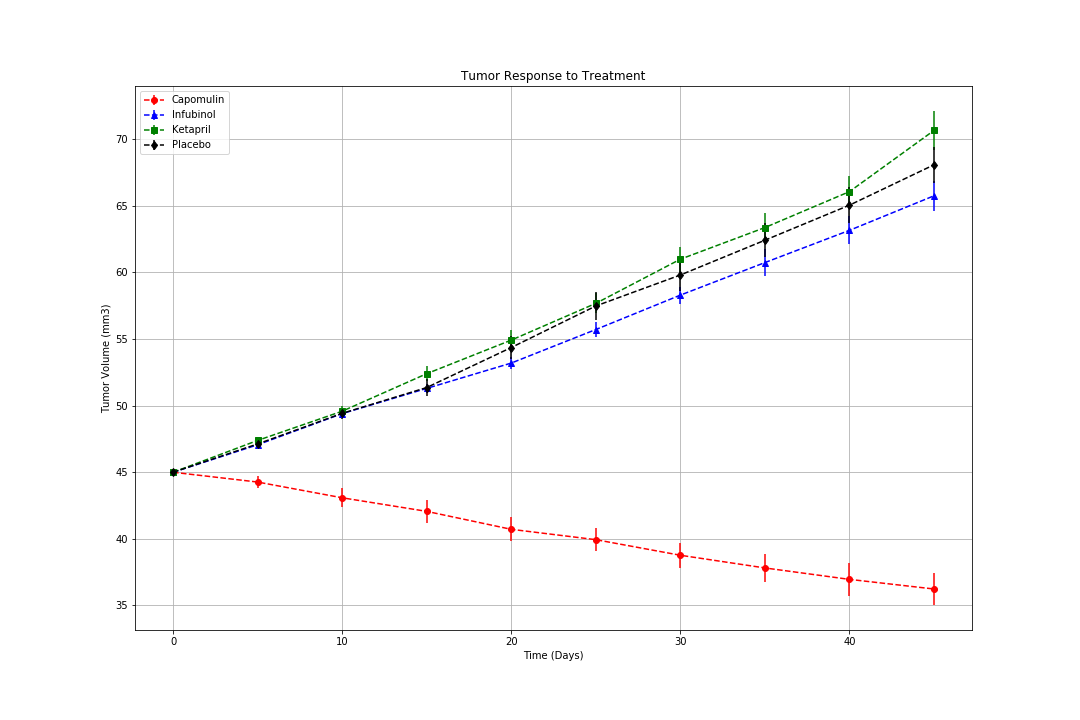 Tumor Response to Treatment
Capomulin
Infubinol
Ketapril
Placebo
Tumor Volume (mm3)
70
65
60
55
50
45
40
35
0 10 20 30 40
Time (Days)